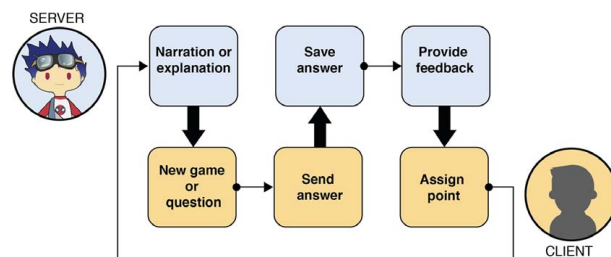 SERVER
Narration or
explanation
Save
answer
Provide
feedback
New game
or
question
Send
answer
Assign
point
CLIENT